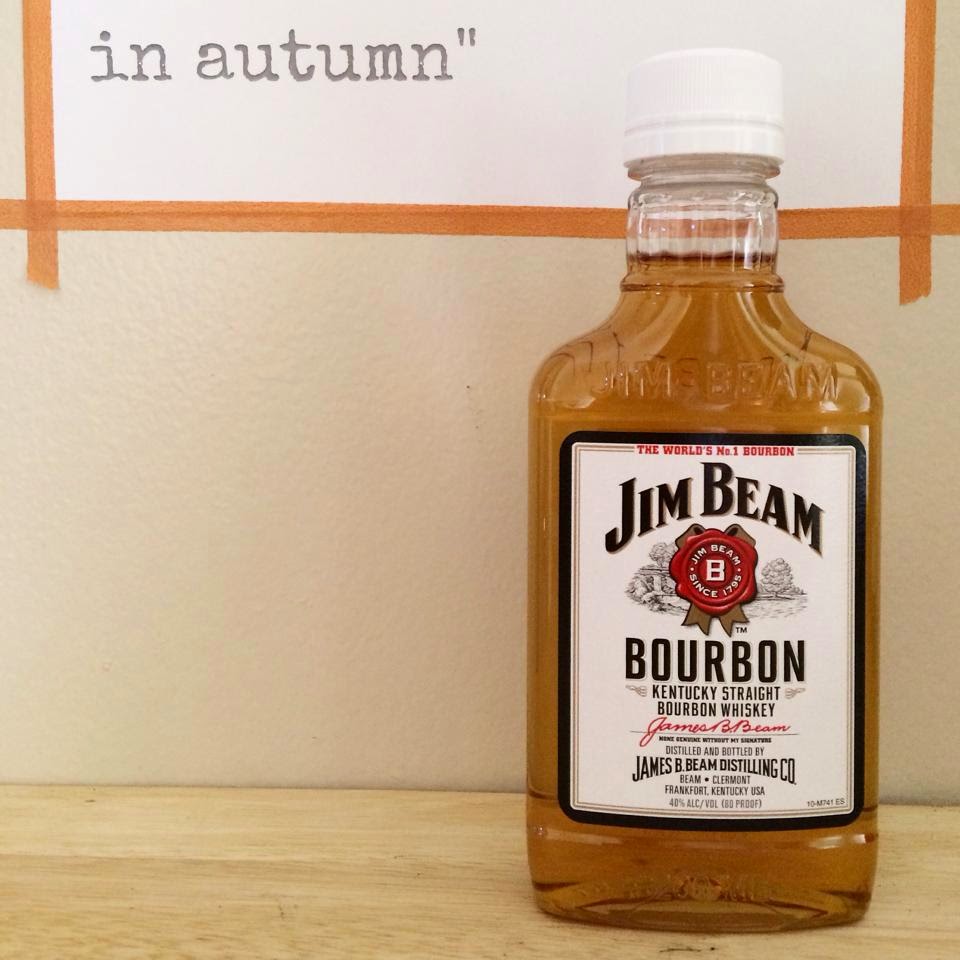 in autumn"
JIM BEAM
THE WORLD'S No.1 BOURBON
JIM BEAM
JIM BEAM
B
SINCE 1795
TM
BOURBON
KENTUCKY STRAIGHT
BOURBON WHISKEY
James B. Beam
NONE GENUINE WITHOUT MY SIGNATURE
DISTILLED AND BOTTLED BY
JAMES B. BEAM DISTILLING CO.
BEAM • CLERMONT
FRANKFORT, KENTUCKY USA
40% ALC/VOL (80 PROOF)
10-M741 ES